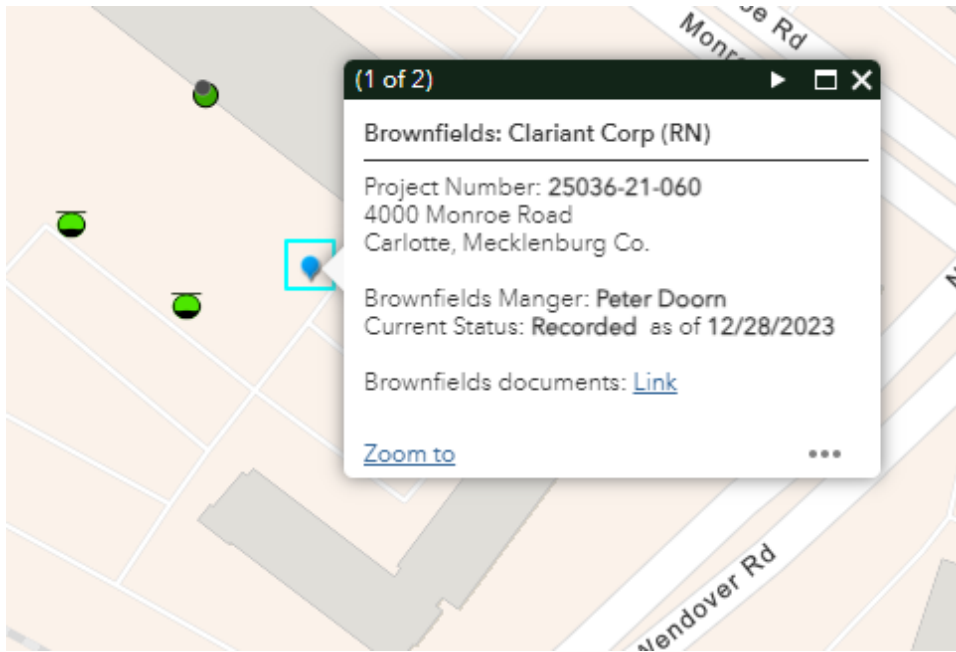 Monroe Rd
(1 of 2)
Brownfields: Clariant Corp (RN)
Project Number: 25036-21-060
4000 Monroe Road
Carlotte, Mecklenburg Co.
Brownfields Manger: Peter Doorn
Current Status: Recorded as of 12/28/2023
Brownfields documents: Link
Zoom to
Wendover Rd